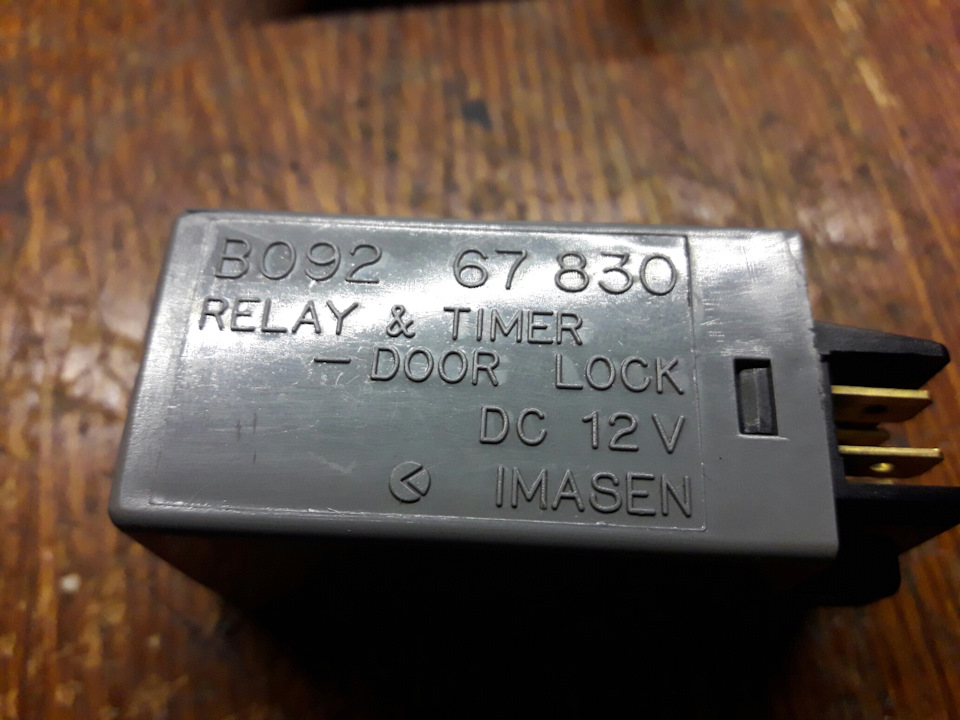 B092 67 830
RELAY & TIMER
- DOOR LOCK
DC 12V
IMASEN